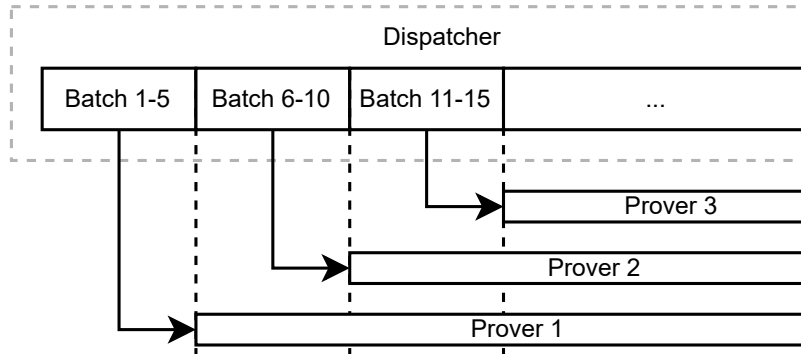 Dispatcher
Batch 1-5
Batch 6-10
Batch 11-15
...
Prover 3
Prover 2
Prover 1